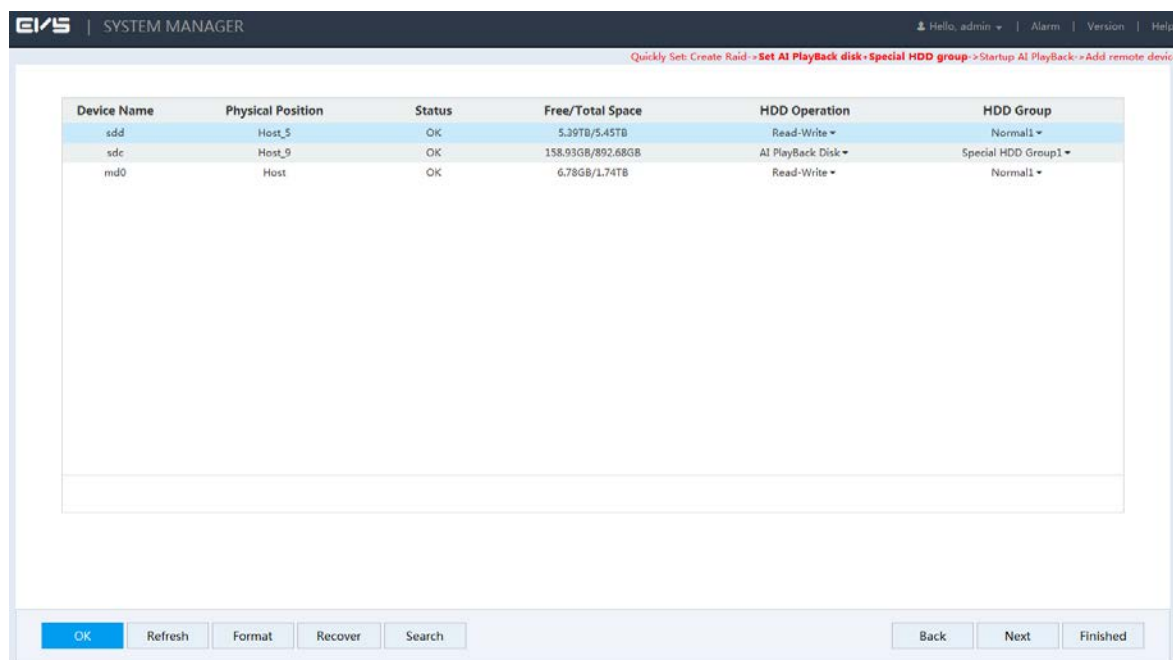 EIVS | SYSTEM MANAGER Hello, admin | Alarm | Version | Help
Quickly Set: Create Raid->Set AI PlayBack disk+Special HDD group->Startup AI PlayBack->Add remote devic
Device Name Physical Position Status Free/Total Space HDD Operation HDD Group
sdd Host_5 OK 5.39TB/5.45TB Read-Write Normal1
sdc Host_9 OK 158.93GB/892.68GB AI PlayBack Disk Special HDD Group1
md0 Host OK 6.78GB/1.74TB Read-Write Normal1
OK Refresh Format Recover Search Back Next Finished